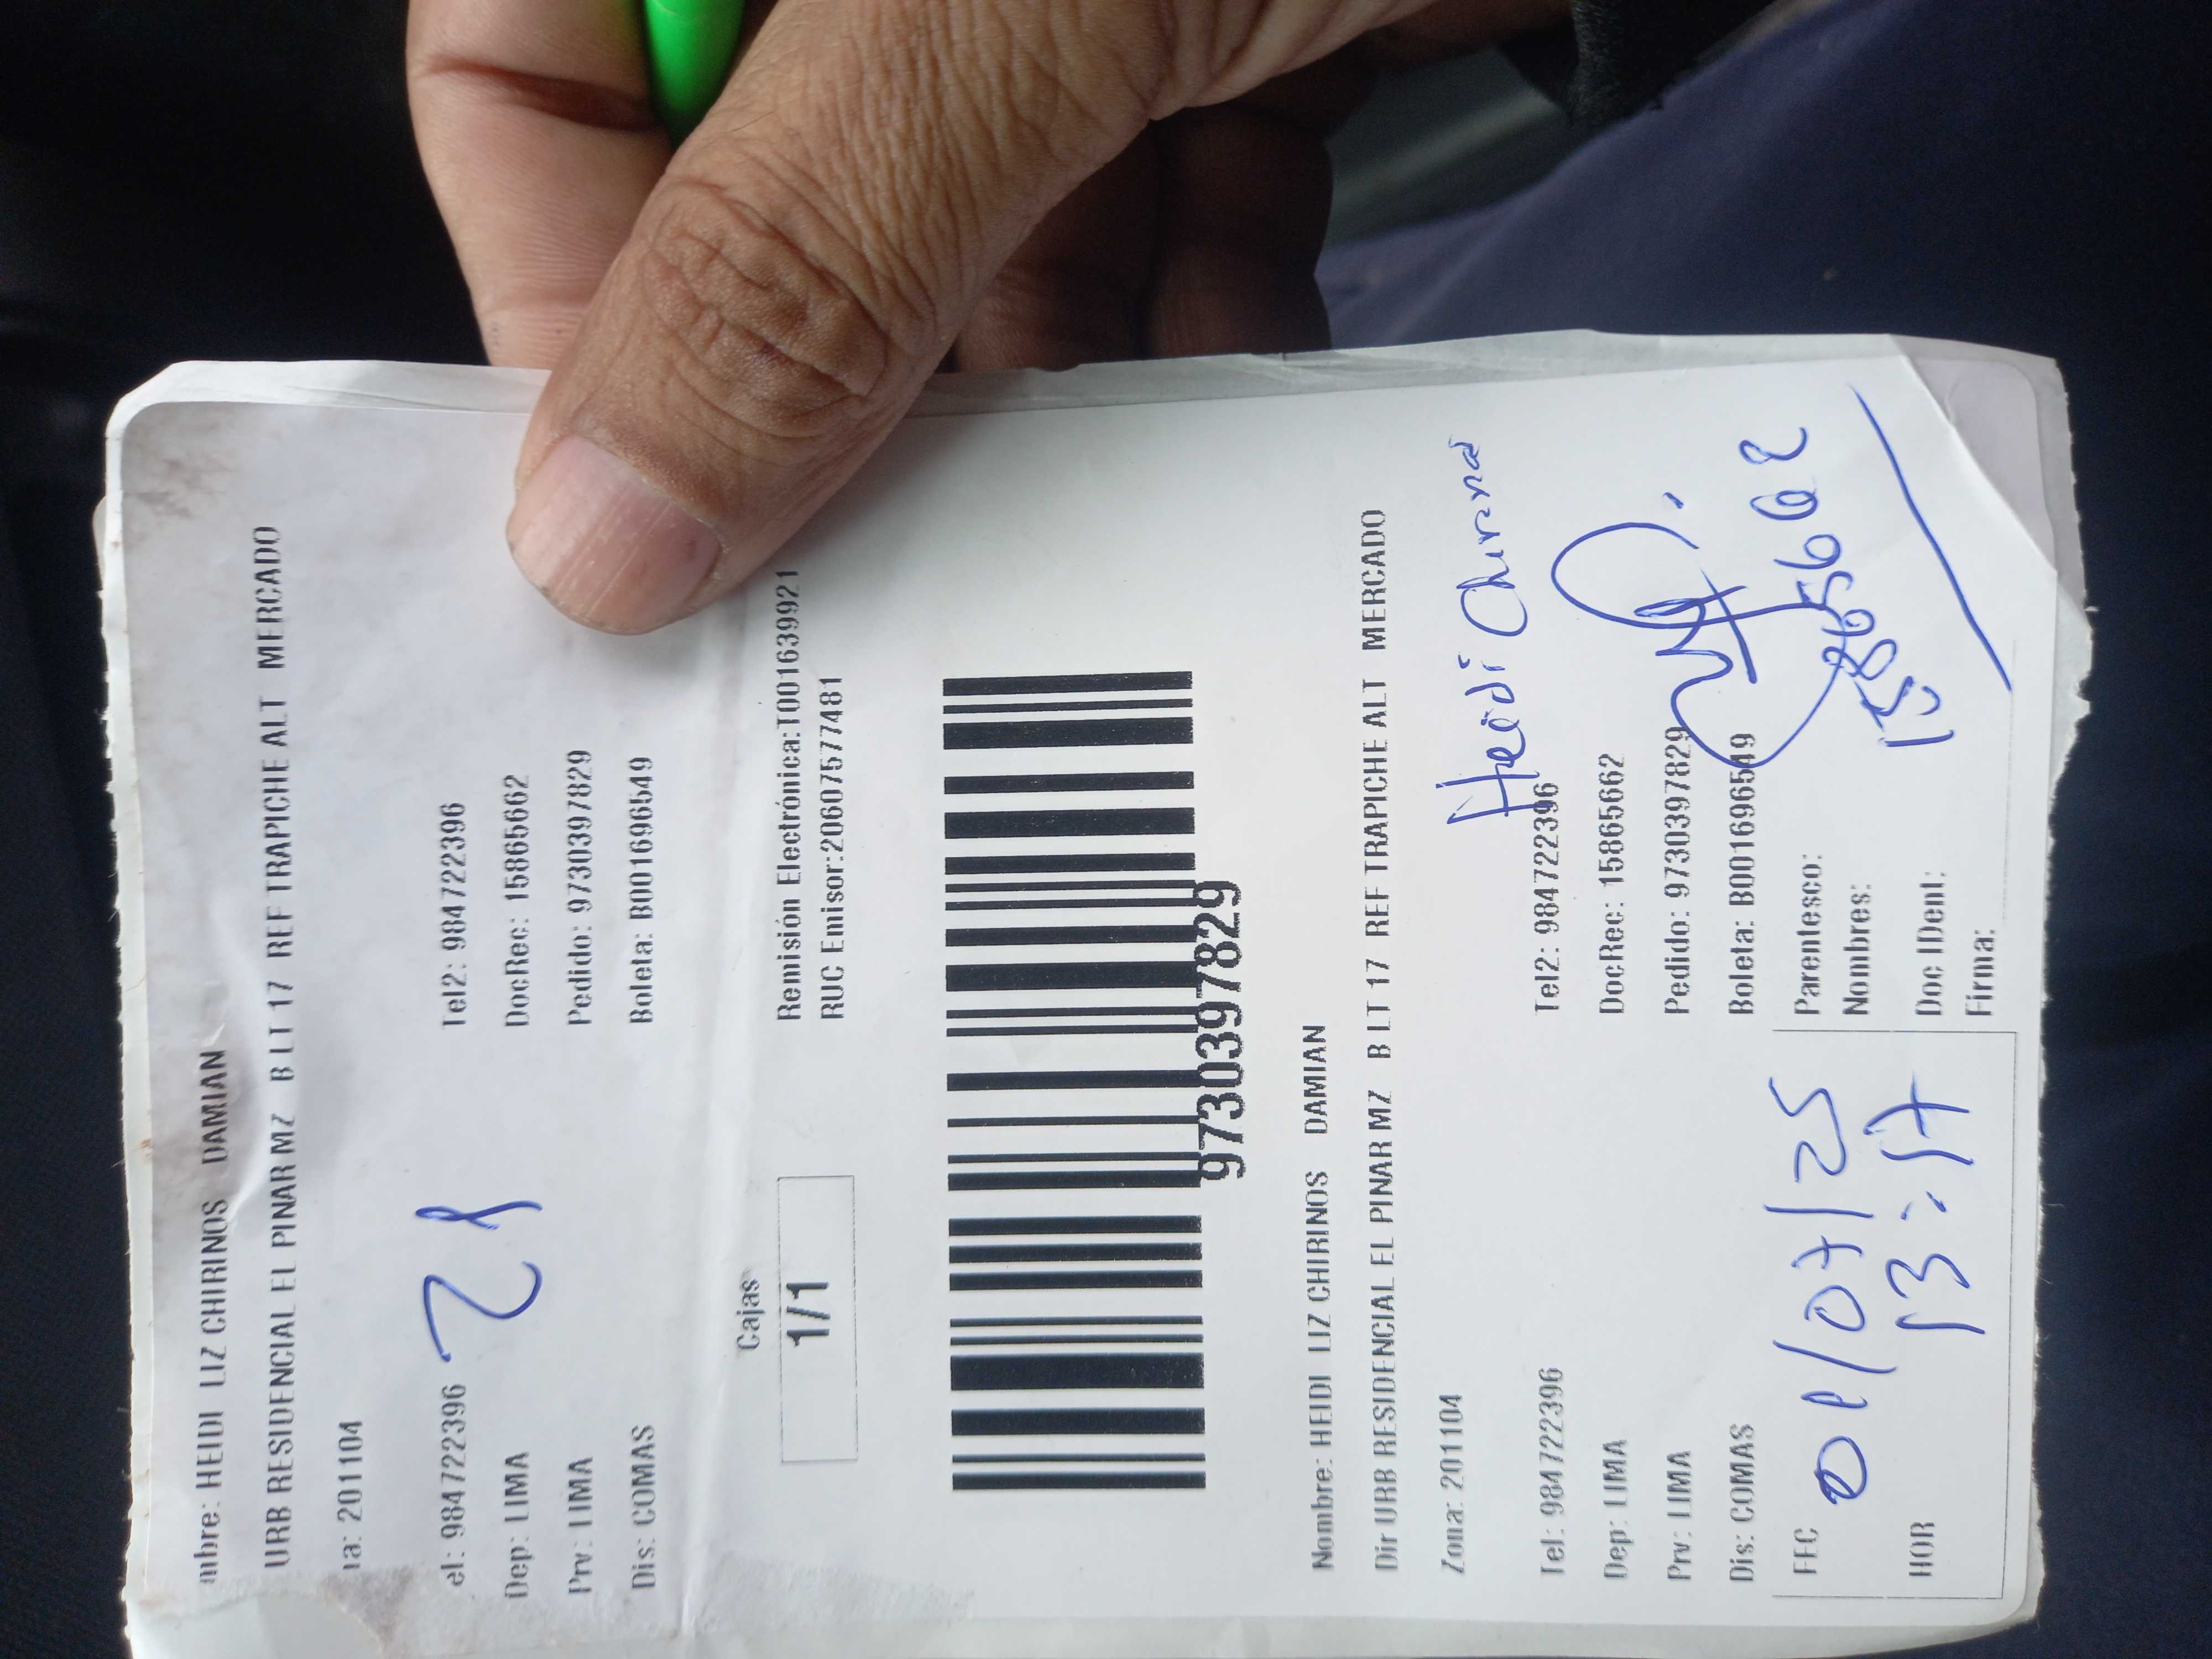 mbre: HEIDI LIZ CHIRINOS DAMIAN
URB RESIDENCIAL EL PINAR MZ B LT 17 REF TRAPICHE ALT MERCADO
na: 201104
el: 984722396 Tel2: 984722396
Dep: LIMA DocRec: 15865662
Prv: LIMA Pedido: 9730397829
Dis: COMAS Boleta: B001696549
Cajas
1/1
Remisión Electrónica:T001639921
RUC Emisor:20607577481
9730397829
Nombre: HEIDI LIZ CHIRINOS DAMIAN
Dir URB RESIDENCIAL EL PINAR MZ B LT 17 REF TRAPICHE ALT MERCADO
Zona: 201104
Heidi
Tel: 984722396 Tel2: 984722396
Dep: LIMA DocRec: 15865662
Prv: LIMA Pedido: 9730397829
Dis: COMAS Boleta: B001696549
FEC 01/07/25
HOR 13:17
Parentesco:
Nombres:
15865662
Doc IDent:
Firma: